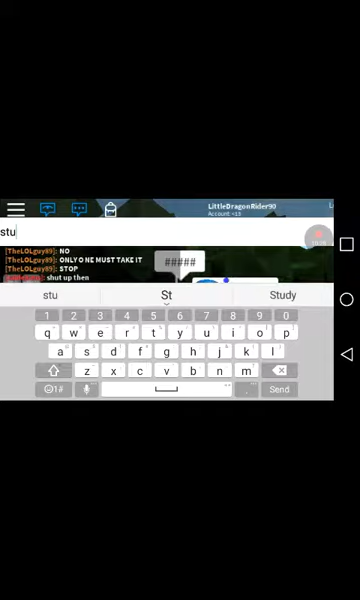 LittleDragonRider90
Account: <13
stu
[TheLOLguy89]: NO
[TheLOLguy89]: ONLY ONE MUST TAKE IT
[TheLOLguy89]: STOP
shut up then
#####
stu St Study
1 2 3 4 5 6 7 8 9 0
q w e r t y u i o p
a s d f g h j k l
z x c v b n m
1# . Send